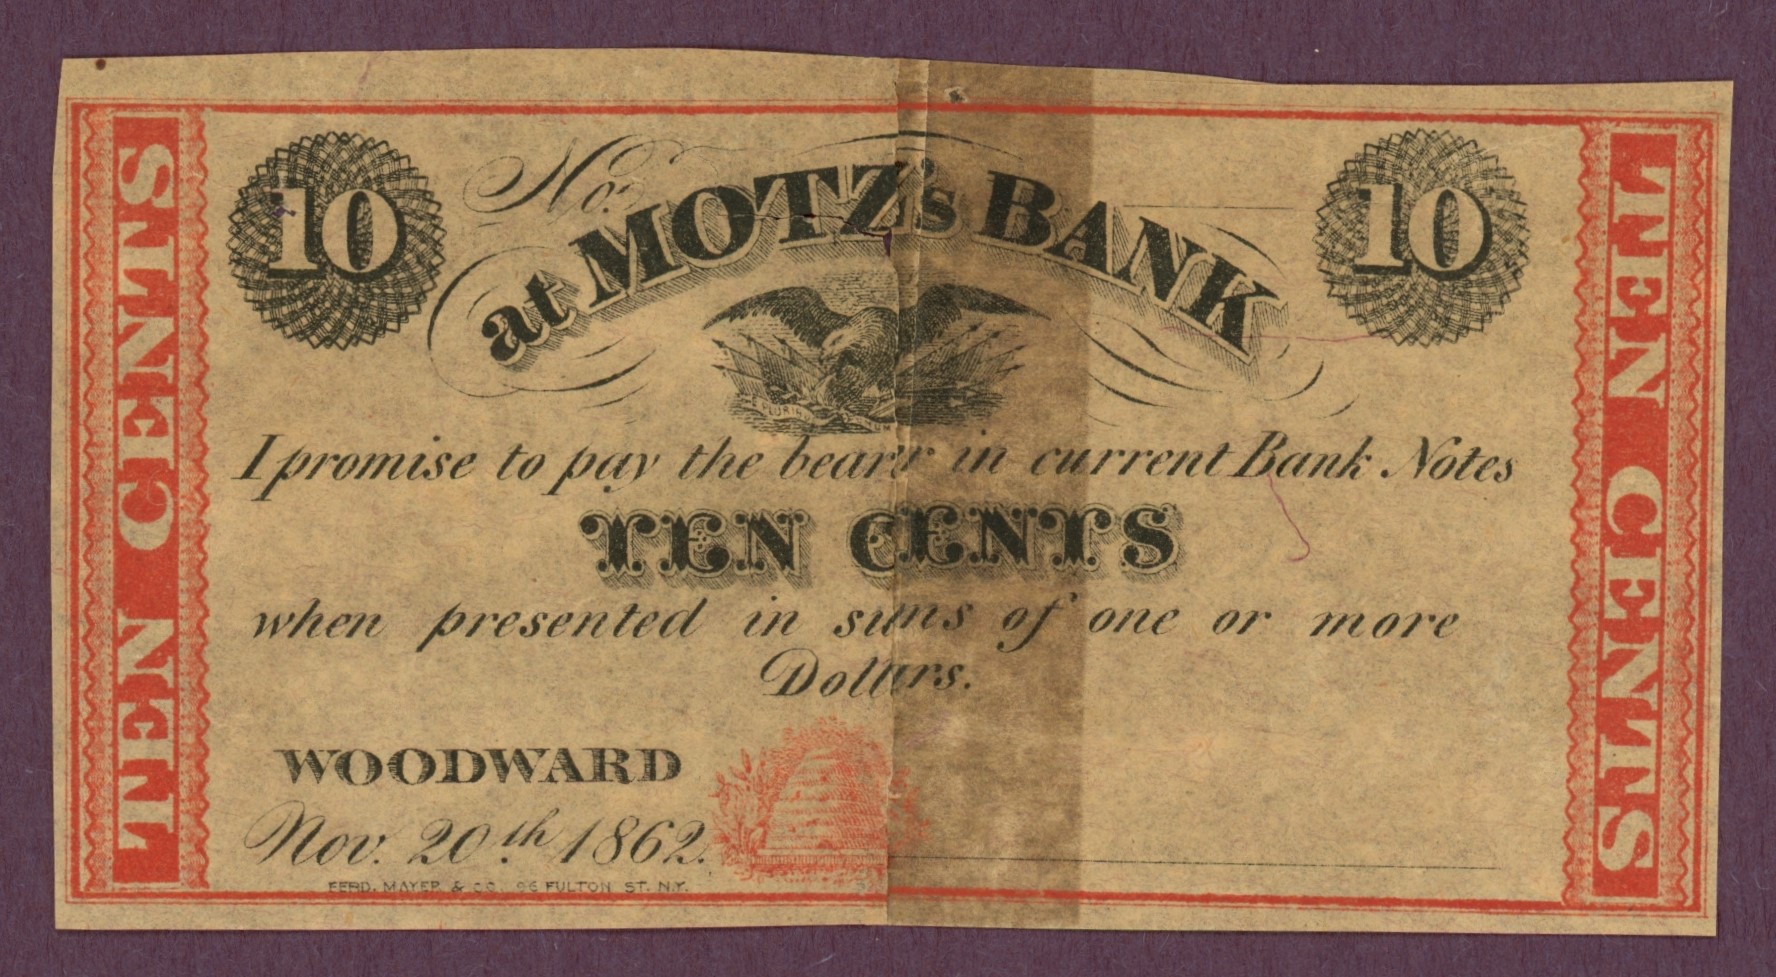 TEN CENTS
10
No.
10
at MOTZ's BANK
I promise to pay the bearer in current Bank Notes
TEN CENTS
when presented in sums of one or more
Dollars.
WOODWARD
Nov. 20th 1862.
FERD. MAYER & CO. 96 FULTON ST. N.Y.
TEN CENTS